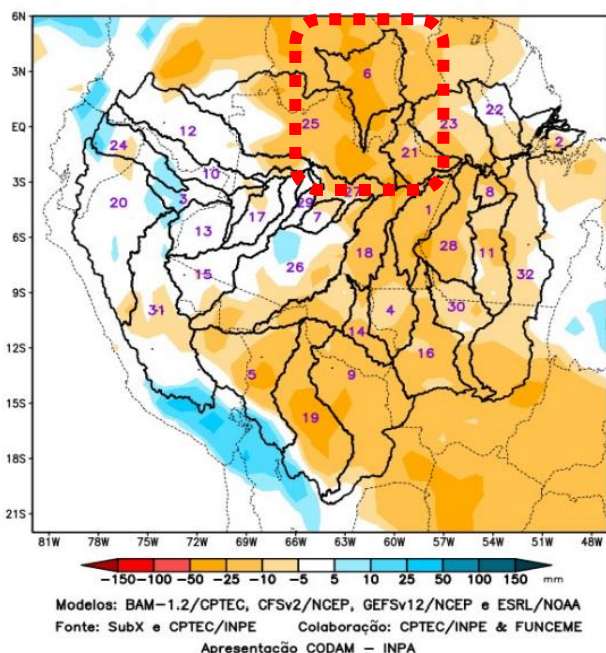 6N
3N
6
EQ
12
25
23
22
24
21
2
10
3S
27
8
20
3
17
29
7
1
13
6S
18
28
11
15
26
32
9S
31
4
30
14
12S
16
5
9
15S
19
18S
21S
81W 78W 75W 72W 69W 66W 63W 60W 57W 54W 51W 48W
−150 −100 −50 −25 −10 −5 5 10 25 50 100 150 mm
Modelos: BAM−1.2/CPTEC, CFSv2/NCEP, GEFSv12/NCEP e ESRL/NOAA
Fonte: SubX e CPTEC/INPE Colaboração: CPTEC/INPE & FUNCEME
Apresentação CODAM − INPA